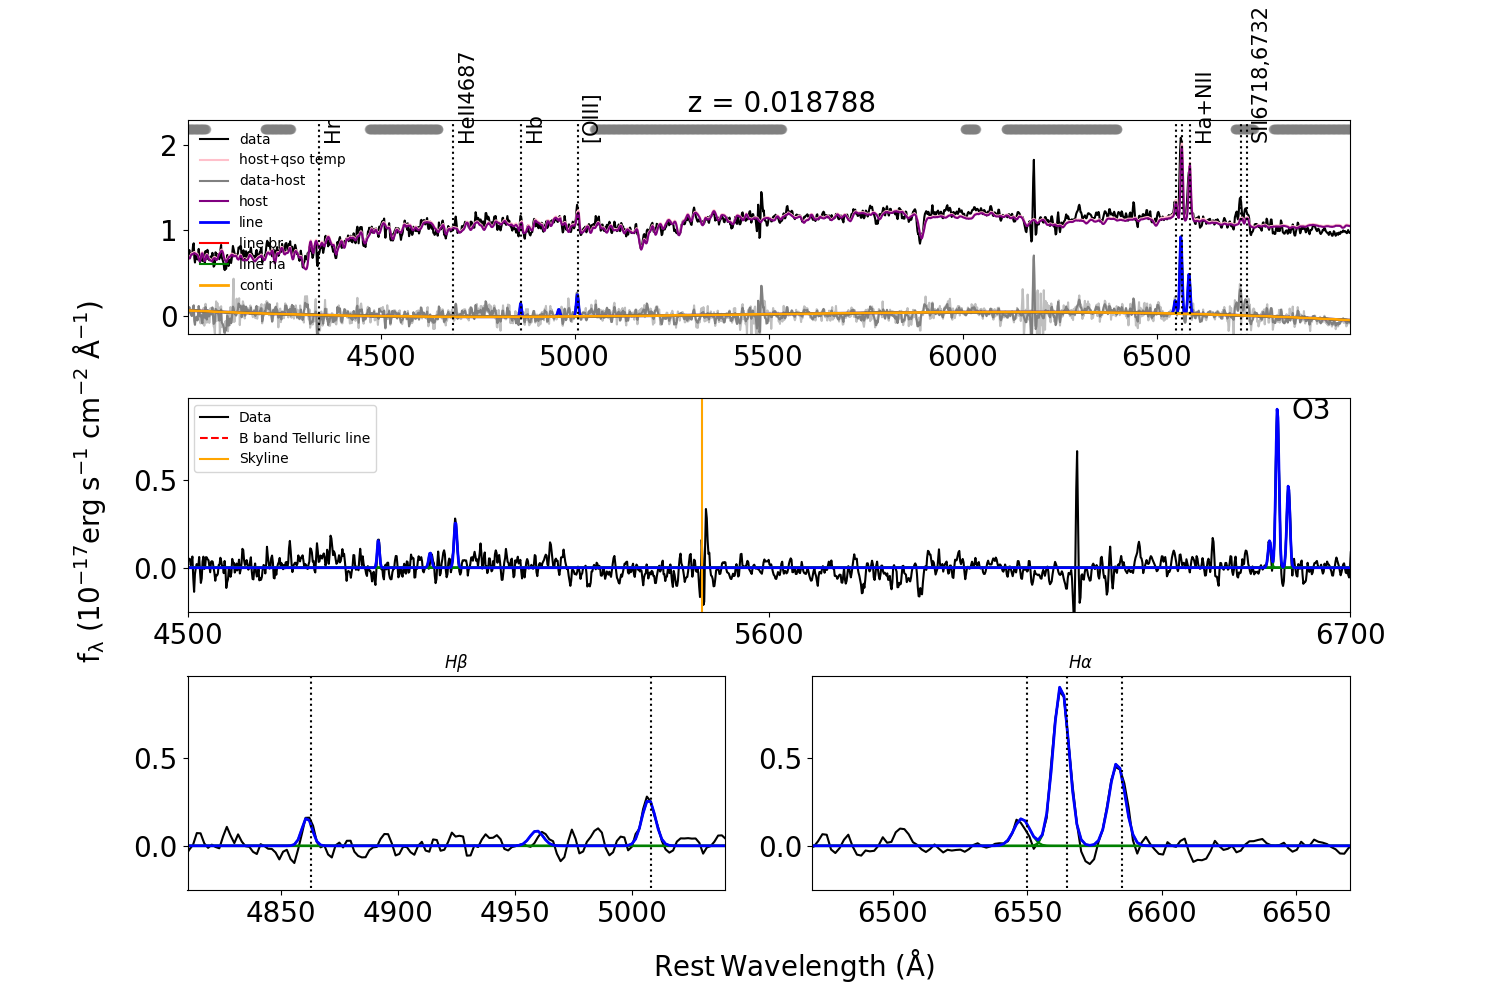 z = 0.018788
Hr
HeII4687
Hb
[OIII]
Ha+NII
SII6718,6732
data
host+qso temp
data-host
host
line
line br
line na
conti
2
1
0
4500
5000
5500
6000
6500
f_λ (10^−17 erg s^−1 cm^−2 Å^−1)
Data
B band Telluric line
Skyline
O3
0.5
0.0
4500
5600
6700
Hβ
0.5
0.0
4850
4900
4950
5000
Hα
0.5
0.0
6500
6550
6600
6650
Rest Wavelength (Å)